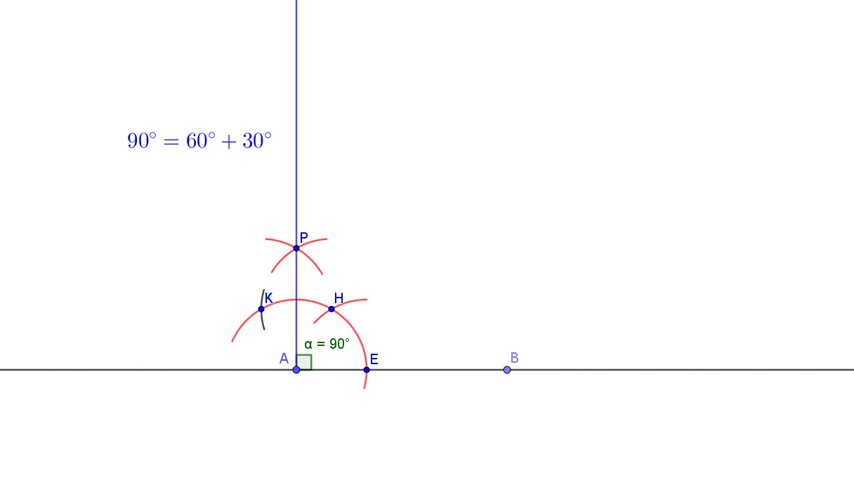 90° = 60° + 30°
P
K
H
α = 90°
A
E
B